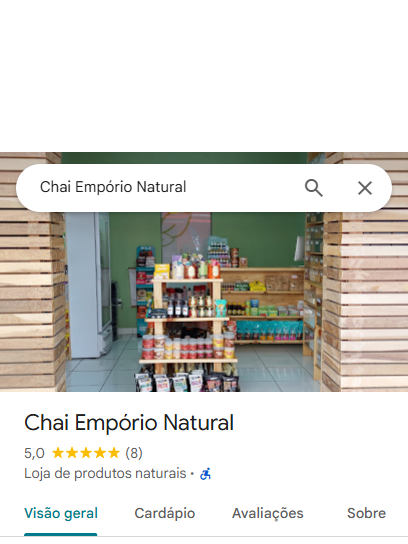 Chai Empório Natural
Chai Empório Natural
5,0 ★★★★★ (8)
Loja de produtos naturais ·
Visão geral Cardápio Avaliações Sobre